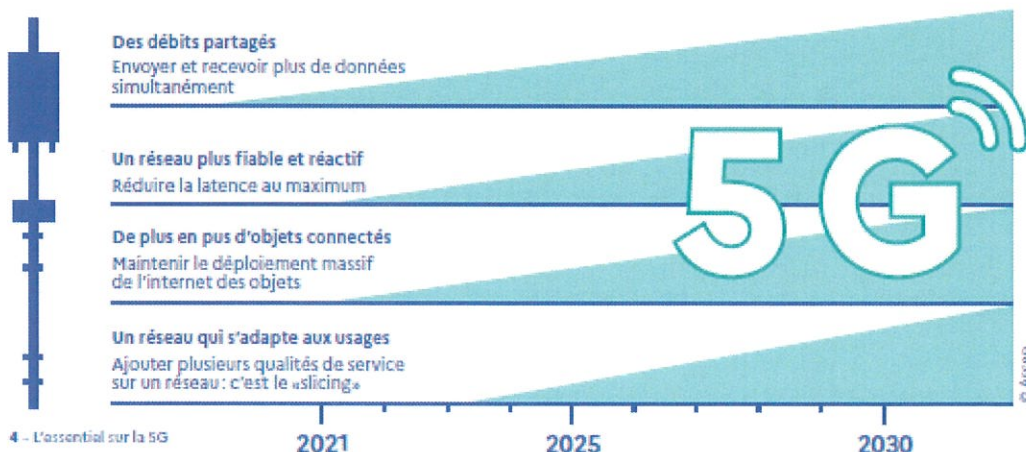 Des débits partagés
Envoyer et recevoir plus de données
simultanément
Un réseau plus fiable et réactif
Réduire la latence au maximum
De plus en pus d'objets connectés
Maintenir le déploiement massif
de l'internet des objets
Un réseau qui s'adapte aux usages
Ajouter plusieurs qualités de service
sur un réseau: c'est le «slicing»
5G
© Arcep
4 - L'essentiel sur la 5G
2021
2025
2030